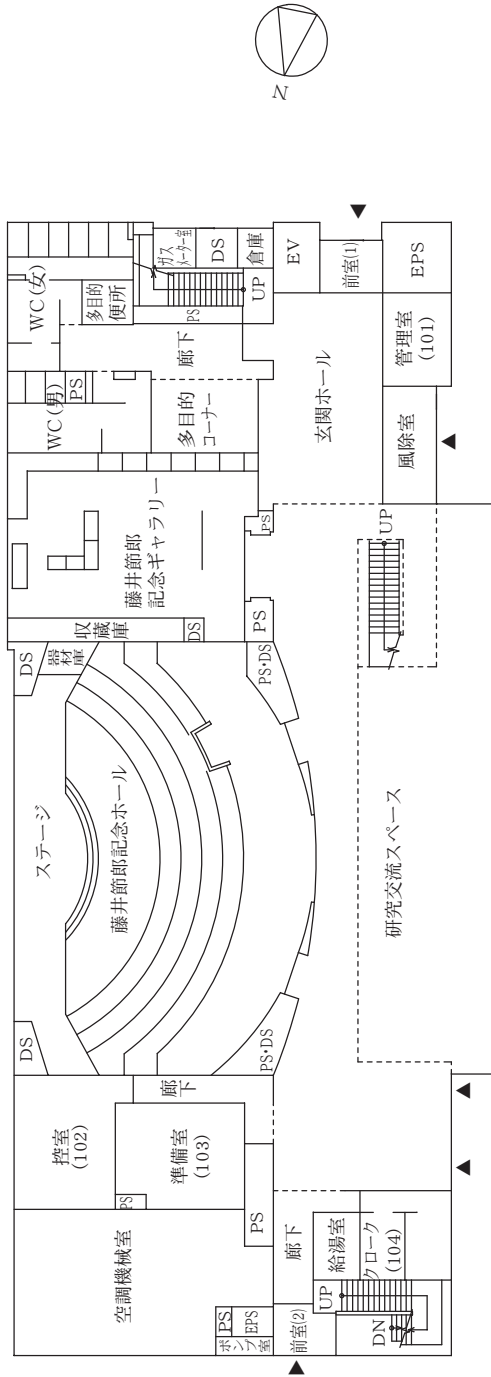 DS
控室
(102)
廊下
準備室
(103)
PS
空調機械室
PS
PS
EPS
ポンプ室
前室(2)
廊下
UP
給湯室
クローク
(104)
DN
ステージ
藤井節郎記念ホール
PS・DS
DS
器材庫
PS・DS
収蔵庫
DS
藤井節郎
記念ギャラリー
PS
PS
WC(男)
PS
多目的
コーナー
WC(女)
多目的
便所
廊下
PS
ガス
メーター室
DS
倉庫
UP
EV
前室(1)
EPS
玄関ホール
管理室
(101)
風除室
UP
研究交流スペース
N